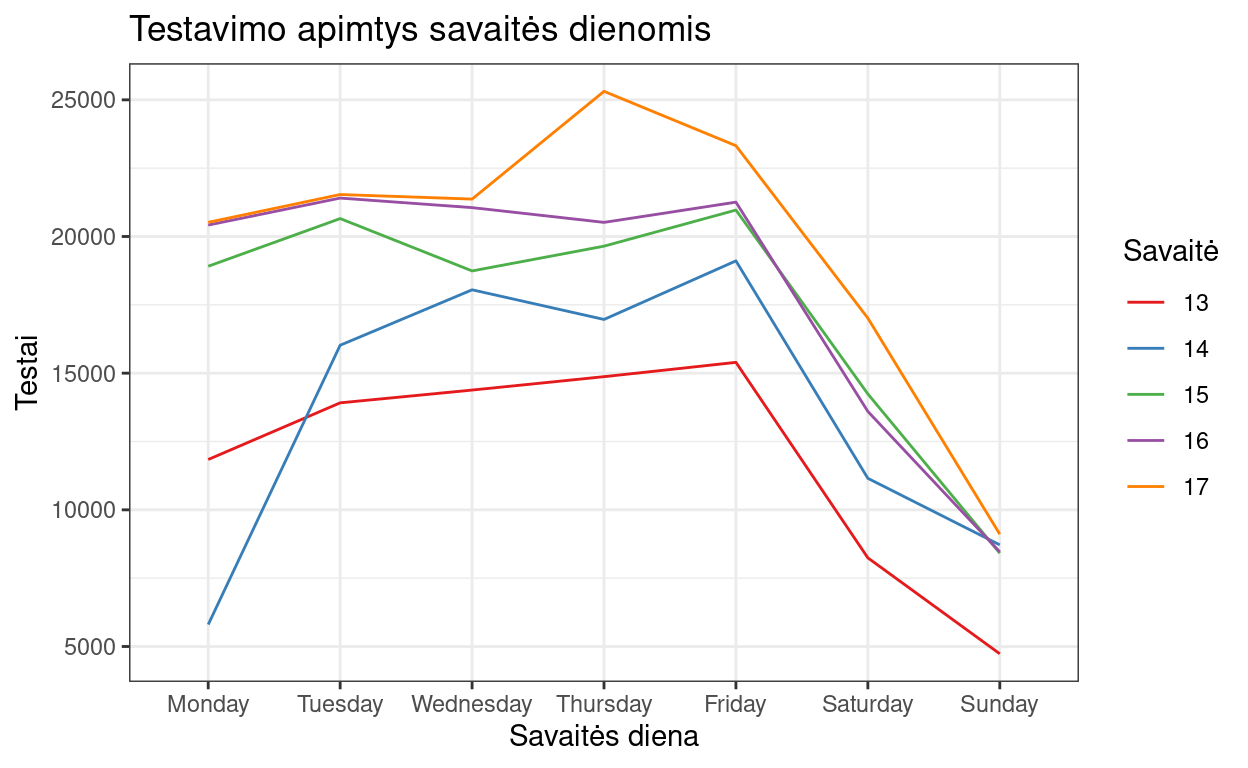 Testavimo apimtys savaitės dienomis
Testai
25000
20000
15000
10000
5000
Monday Tuesday Wednesday Thursday Friday Saturday Sunday
Savaitės diena
Savaitė
13
14
15
16
17